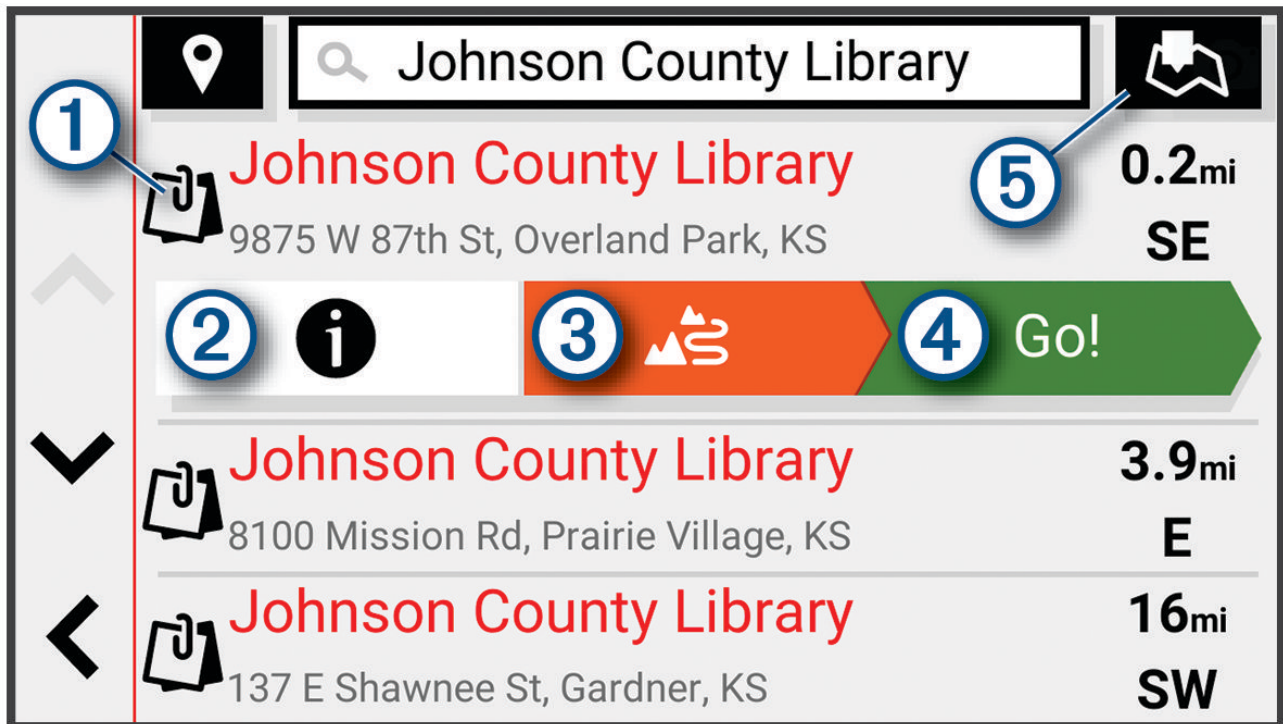 Johnson County Library
1
Johnson County Library
5
0.2mi
9875 W 87th St, Overland Park, KS
SE
2
i
3
4
Go!
Johnson County Library
3.9mi
8100 Mission Rd, Prairie Village, KS
E
Johnson County Library
16mi
137 E Shawnee St, Gardner, KS
SW